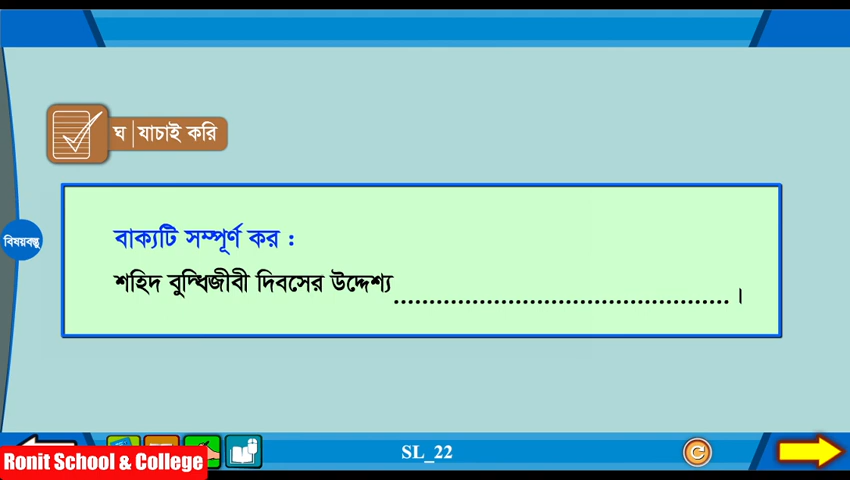 ঘ | যাচাই করি
বাক্যটি সম্পূর্ণ কর :
শহিদ বুদ্ধিজীবী দিবসের উদ্দেশ্য................................................।
বিষয়বস্তু
Ronit School & College
SL_22